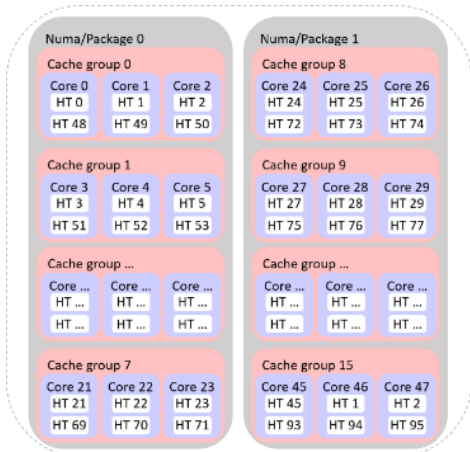 Numa/Package 0
Cache group 0
Core 0 Core 1 Core 2
HT 0 HT 1 HT 2
HT 48 HT 49 HT 50
Cache group 1
Core 3 Core 4 Core 5
HT 3 HT 4 HT 5
HT 51 HT 52 HT 53
Cache group ...
Core ... Core ... Core ...
HT ... HT ... HT ...
HT ... HT ... HT ...
Cache group 7
Core 21 Core 22 Core 23
HT 21 HT 22 HT 23
HT 69 HT 70 HT 71
Numa/Package 1
Cache group 8
Core 24 Core 25 Core 26
HT 24 HT 25 HT 26
HT 72 HT 73 HT 74
Cache group 9
Core 27 Core 28 Core 29
HT 27 HT 28 HT 29
HT 75 HT 76 HT 77
Cache group ...
Core ... Core ... Core ...
HT ... HT ... HT ...
HT ... HT ... HT ...
Cache group 15
Core 45 Core 46 Core 47
HT 45 HT 1 HT 2
HT 93 HT 94 HT 95